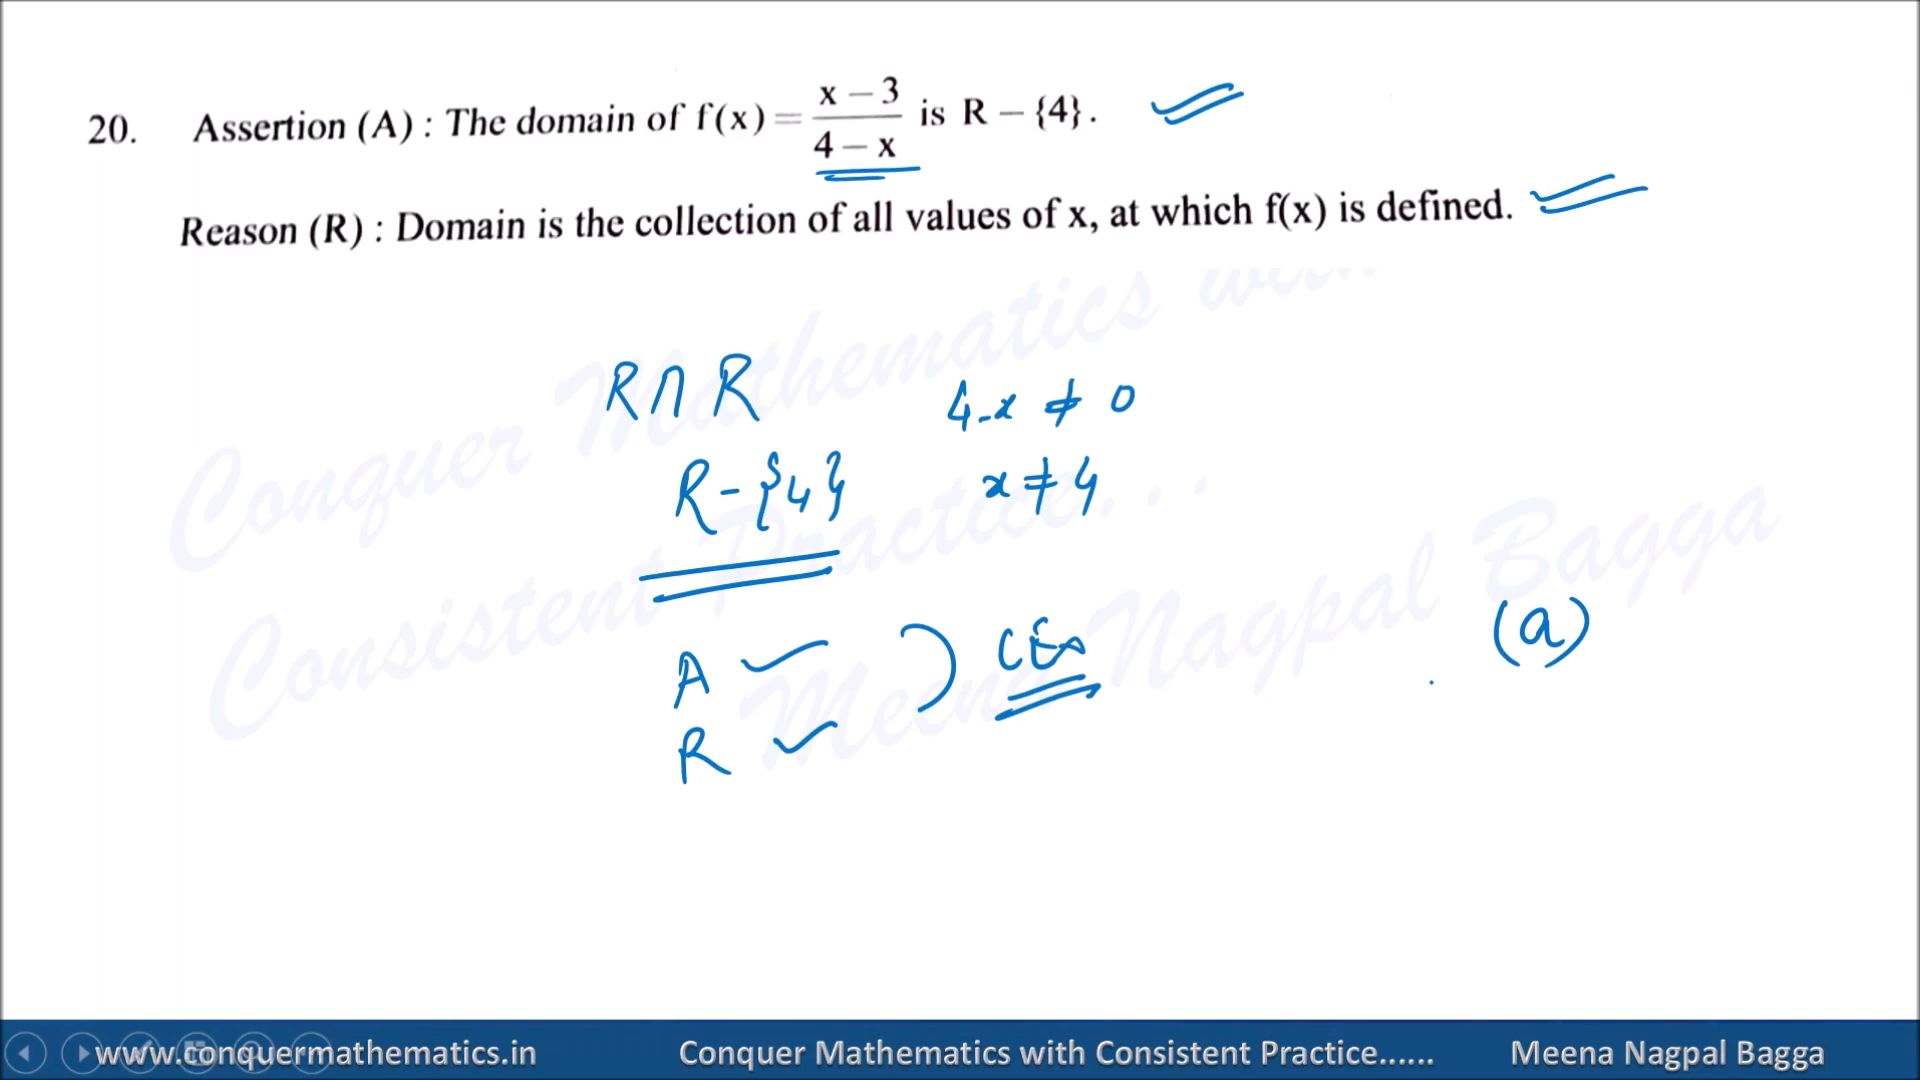 20. Assertion (A) : The domain of f(x) = x − 3 / 4 − x is R − {4}.
Reason (R) : Domain is the collection of all values of x, at which f(x) is defined.
R ∩ R
4-x ≠ 0
R - {4}
x ≠ 4
A ✓ ) CEx
R ✓
(a)
Conquer Mathematics with
Consistent Practice...
Meena Nagpal Bagga
www.conquermathematics.in Conquer Mathematics with Consistent Practice...... Meena Nagpal Bagga